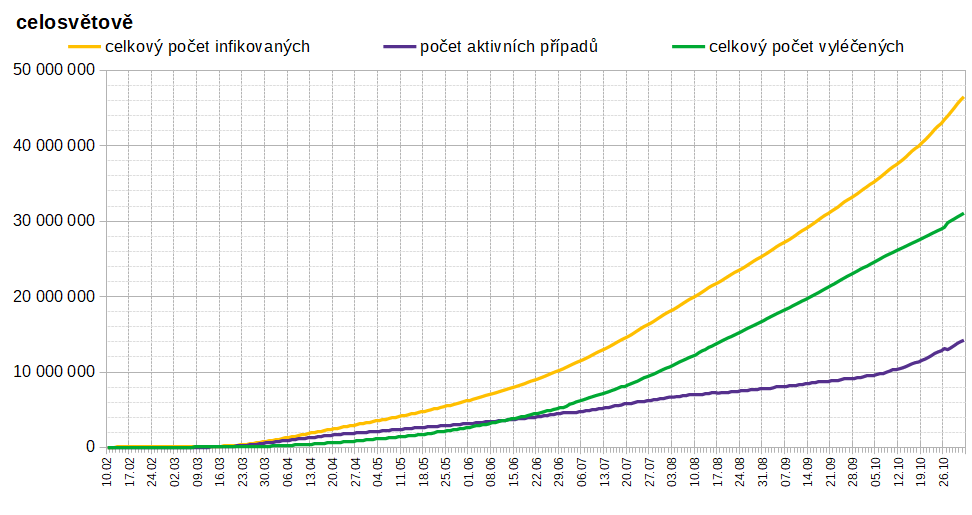 celosvětově
celkový počet infikovaných počet aktivních případů celkový počet vyléčených
50 000 000
40 000 000
30 000 000
20 000 000
10 000 000
0
10.02 17.02 24.02 02.03 09.03 16.03 23.03 30.03 06.04 13.04 20.04 27.04 04.05 11.05 18.05 25.05 01.06 08.06 15.06 22.06 29.06 06.07 13.07 20.07 27.07 03.08 10.08 17.08 24.08 31.08 07.09 14.09 21.09 28.09 05.10 12.10 19.10 26.10